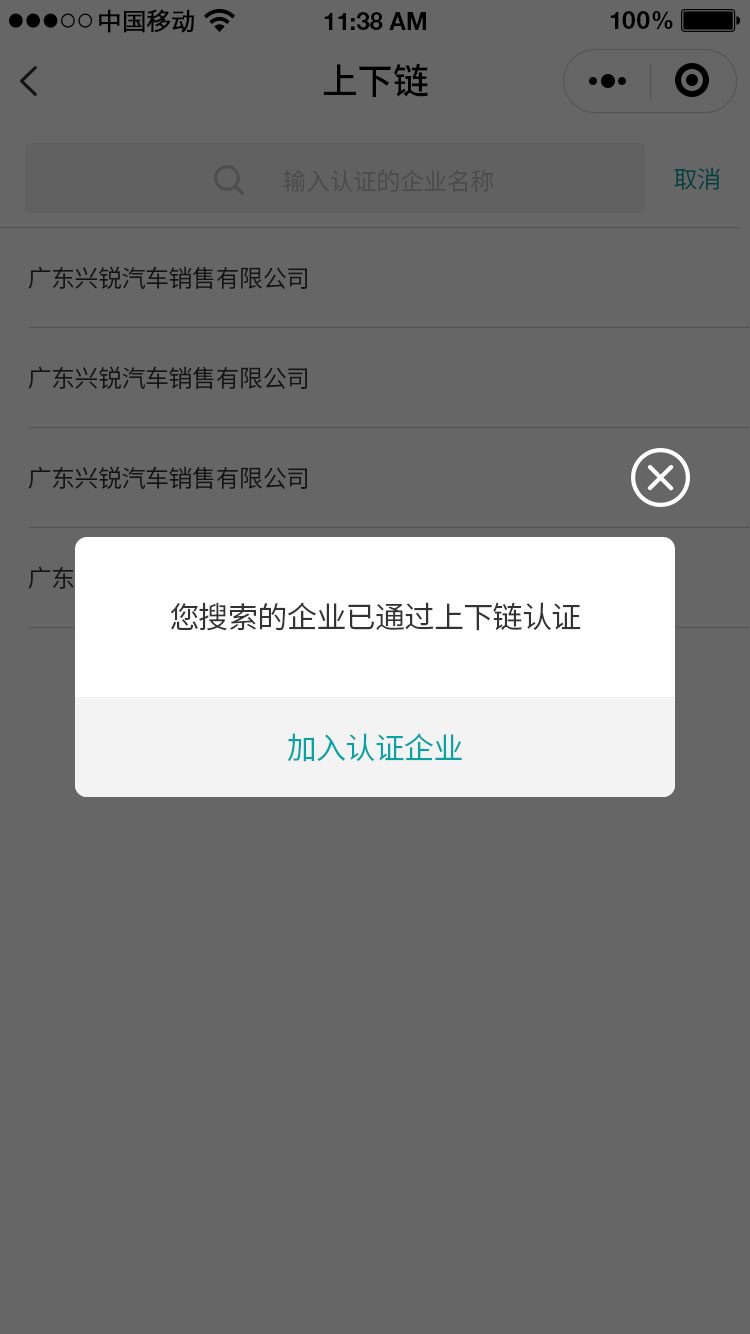 中国移动 11:38 AM 100%
上下链
输入认证的企业名称 取消
广东兴锐汽车销售有限公司
广东兴锐汽车销售有限公司
广东兴锐汽车销售有限公司
广东
您搜索的企业已通过上下链认证
加入认证企业